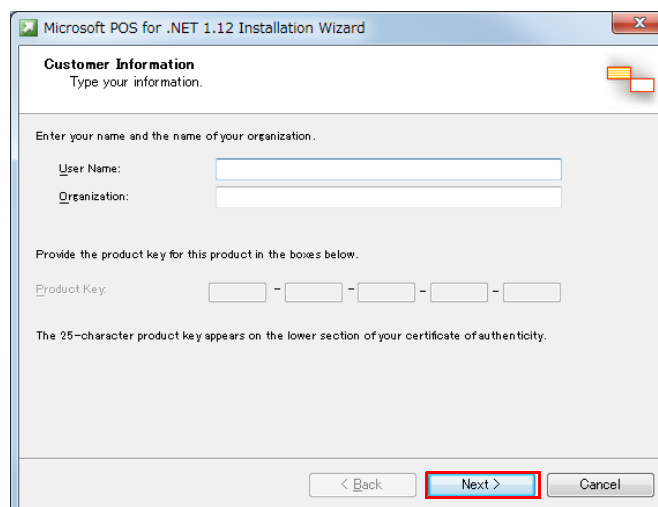 Microsoft POS for .NET 1.12 Installation Wizard
Customer Information
Type your information.
Enter your name and the name of your organization.
User Name:
Organization:
Provide the product key for this product in the boxes below.
Product Key: - - - -
The 25-character product key appears on the lower section of your certificate of authenticity.
< Back Next > Cancel